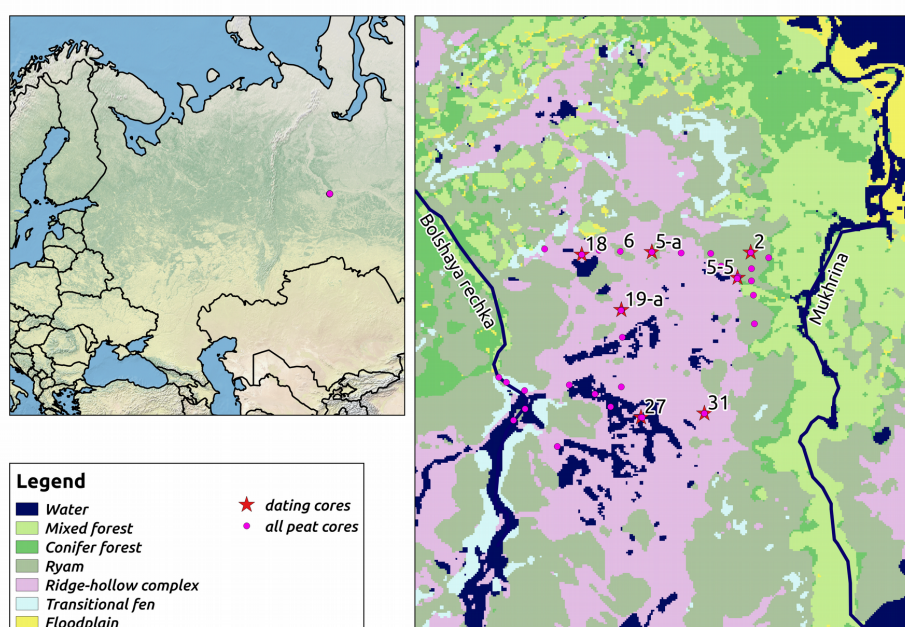 18
6
5-a
2
5-5
Bolshaya rechka
Mukhrina
19-a
27
31
Legend
Water
Mixed forest
Conifer forest
Ryam
Ridge-hollow complex
Transitional fen
Floodplain
dating cores
all peat cores